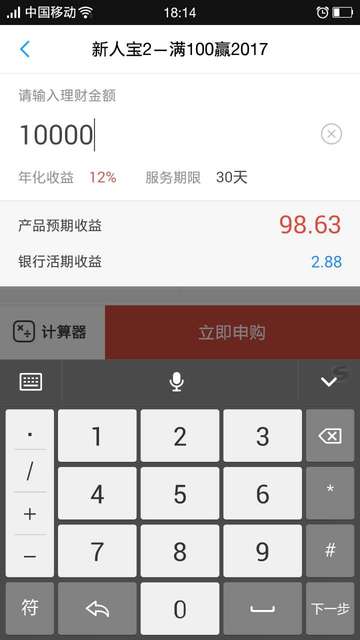 中国移动 18:14
新人宝2—满100赢2017
请输入理财金额
10000
年化收益 12% 服务期限 30天
产品预期收益 98.63
银行活期收益 2.88
计算器 立即申购
. 1 2 3
/ 4 5 6 *
+ 7 8 9 #
− 符 0 下一步